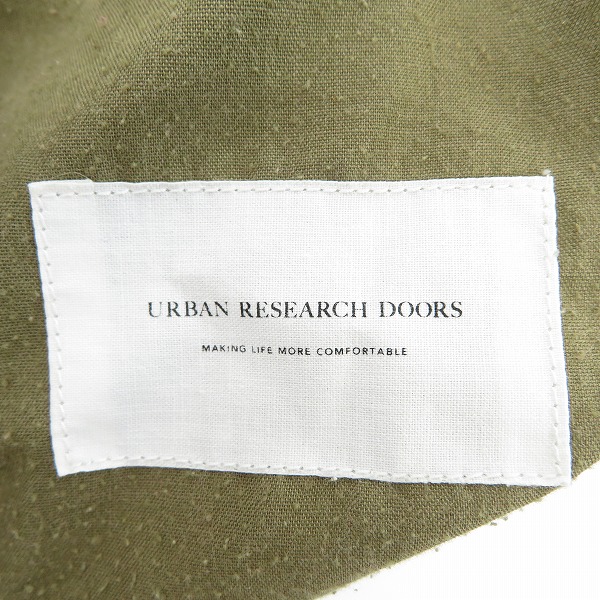 URBAN RESEARCH DOORS
MAKING LIFE MORE COMFORTABLE